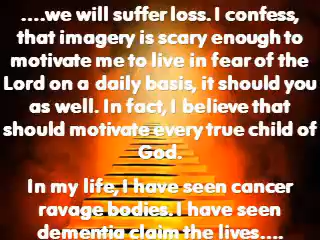 ....we will suffer loss. I confess,
that imagery is scary enough to
motivate me to live in fear of the
Lord on a daily basis, it should you
as well. In fact, I believe that
should motivate every true child of
God.
In my life, I have seen cancer
ravage bodies. I have seen
dementia claim the lives....